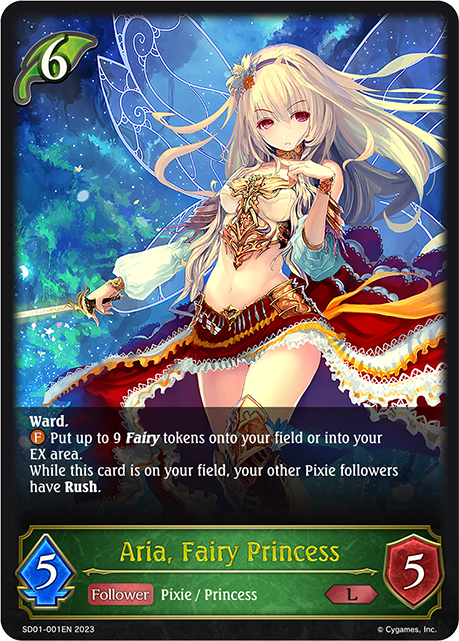 6
Ward.
F Put up to 9 Fairy tokens onto your field or into your
EX area.
While this card is on your field, your other Pixie followers
have Rush.
Aria, Fairy Princess
5
5
Follower Pixie / Princess L
SD01-001EN 2023 © Cygames, Inc.